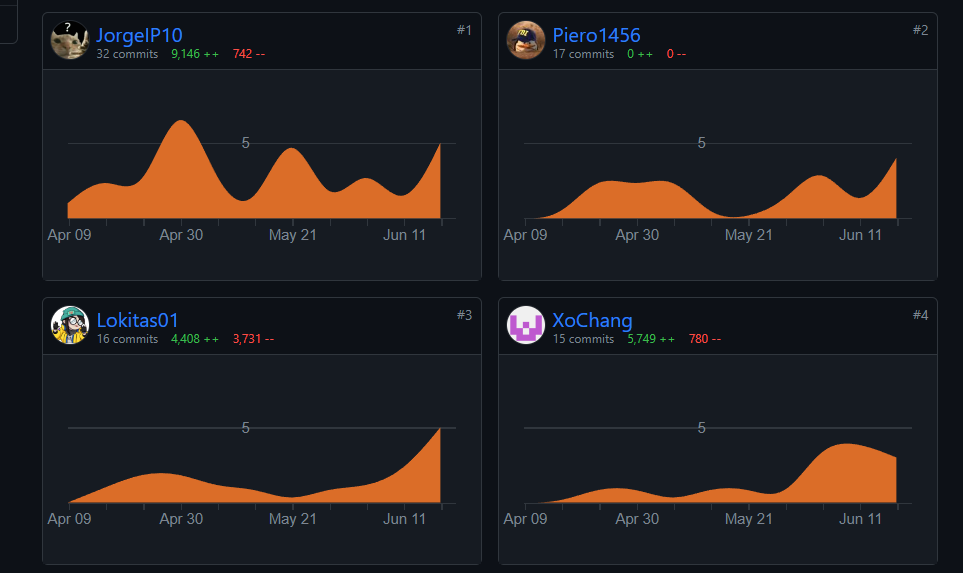 JorgeIP10 #1
32 commits 9,146 ++ 742 --
5
Apr 09 Apr 30 May 21 Jun 11
Piero1456 #2
17 commits 0 ++ 0 --
5
Apr 09 Apr 30 May 21 Jun 11
Lokitas01 #3
16 commits 4,408 ++ 3,731 --
5
Apr 09 Apr 30 May 21 Jun 11
XoChang #4
15 commits 5,749 ++ 780 --
5
Apr 09 Apr 30 May 21 Jun 11